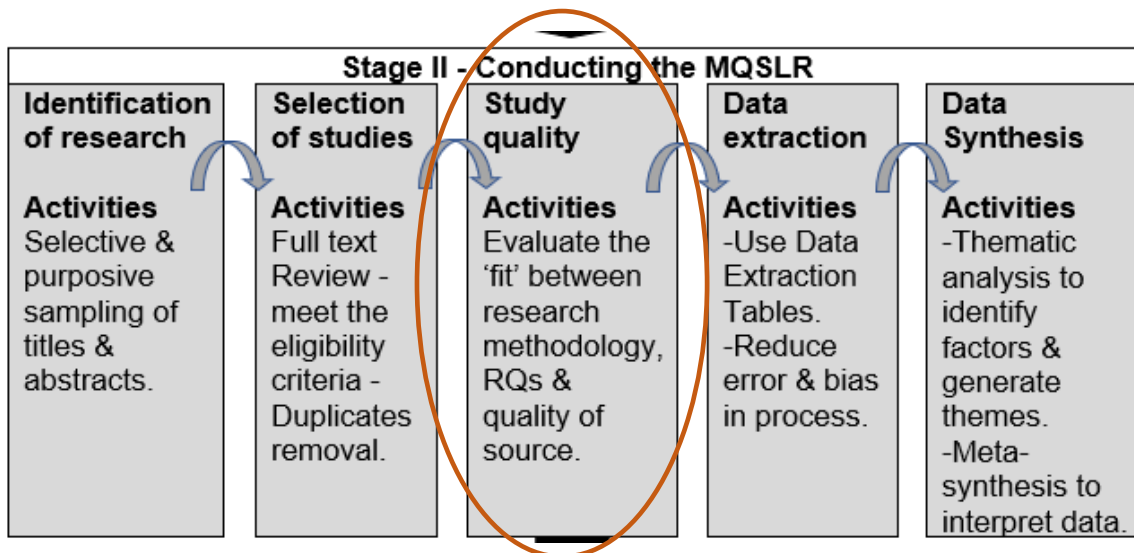 Stage II - Conducting the MQSLR
Identification
of research
Activities
Selective &
purposive
sampling of
titles &
abstracts.
Selection
of studies
Activities
Full text
Review -
meet the
eligibility
criteria -
Duplicates
removal.
Study
quality
Activities
Evaluate the
‘fit’ between
research
methodology,
RQs &
quality of
source.
Data
extraction
Activities
-Use Data
Extraction
Tables.
-Reduce
error & bias
in process.
Data
Synthesis
Activities
-Thematic
analysis to
identify
factors &
generate
themes.
-Meta-
synthesis to
interpret data.